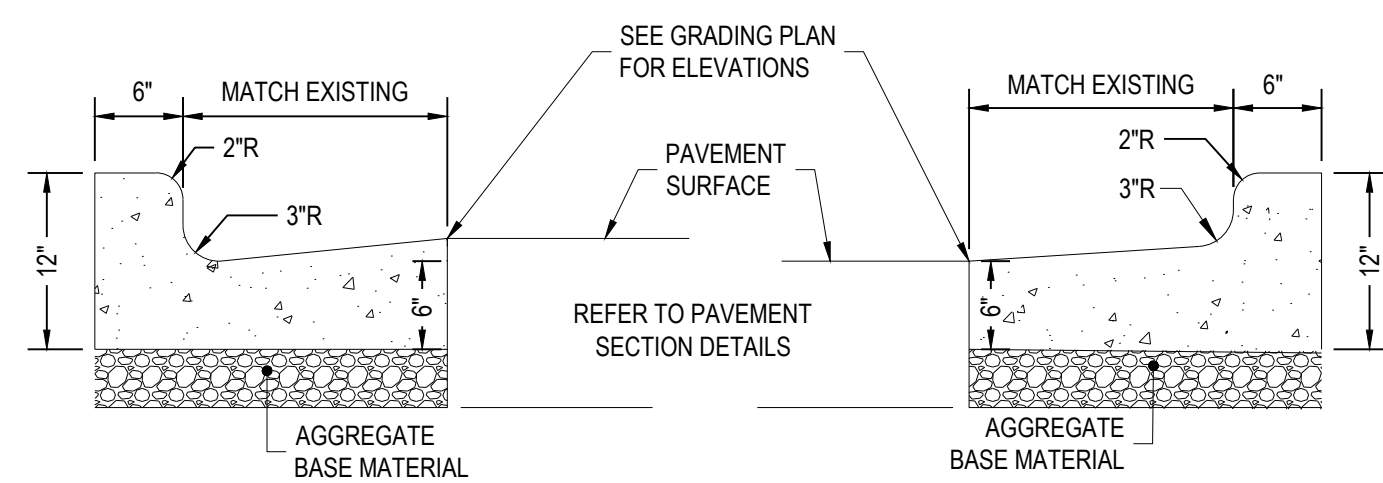 SEE GRADING PLAN
FOR ELEVATIONS
6"
MATCH EXISTING
2"R
3"R
12"
6"
AGGREGATE
BASE MATERIAL
PAVEMENT
SURFACE
REFER TO PAVEMENT
SECTION DETAILS
MATCH EXISTING
6"
2"R
3"R
12"
6"
AGGREGATE
BASE MATERIAL